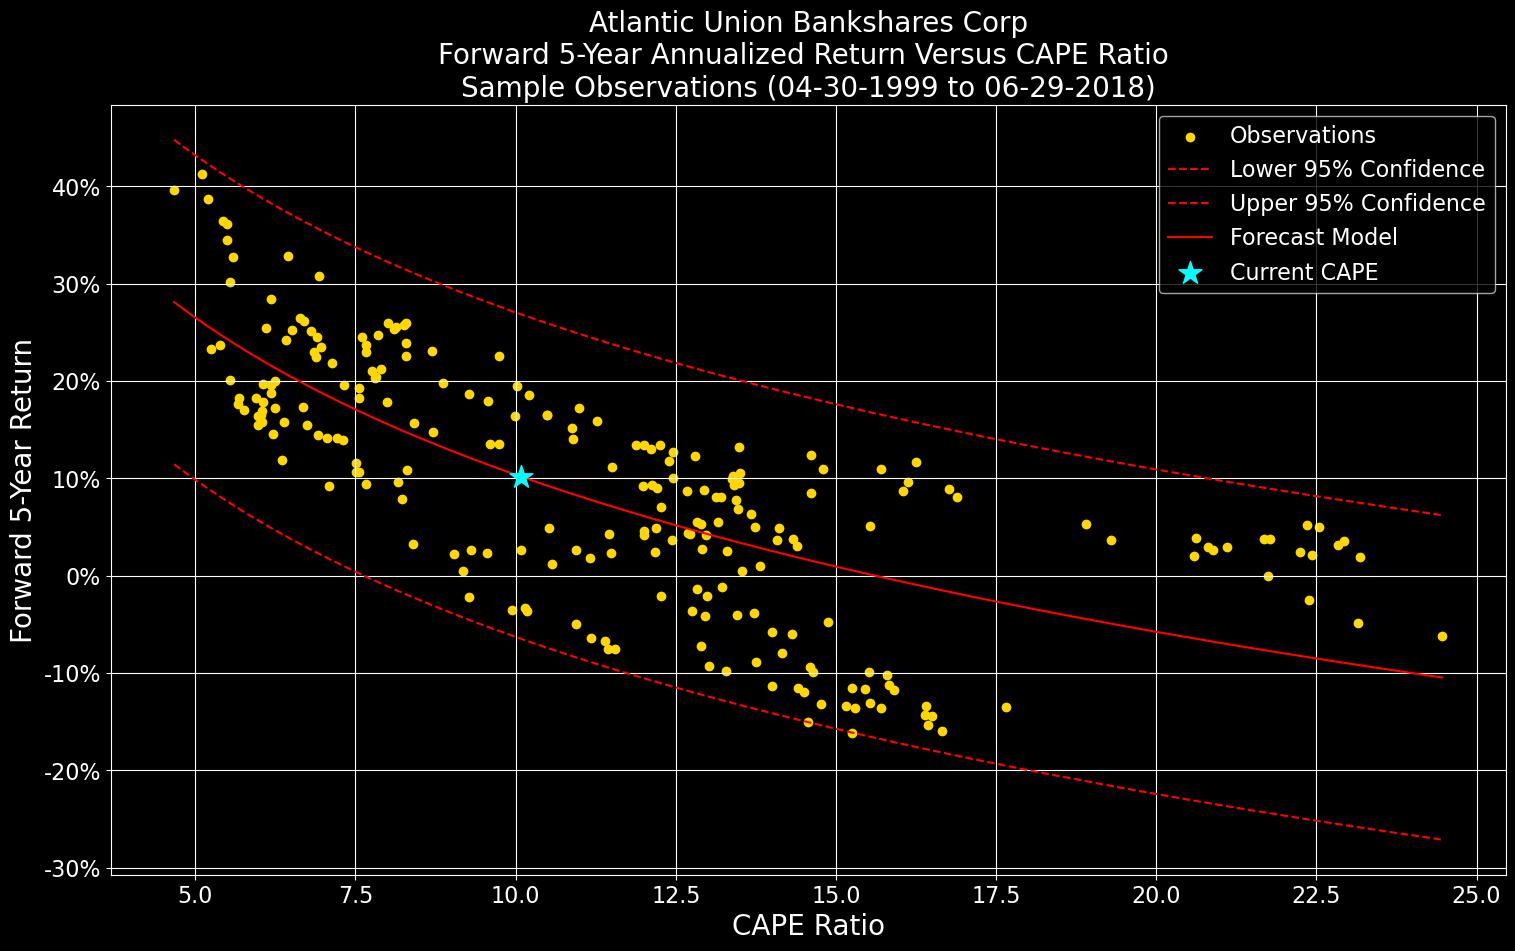 Atlantic Union Bankshares Corp
Forward 5-Year Annualized Return Versus CAPE Ratio
Sample Observations (04-30-1999 to 06-29-2018)
Observations
Lower 95% Confidence
Upper 95% Confidence
Forecast Model
Current CAPE
Forward 5-Year Return
40%
30%
20%
10%
0%
-10%
-20%
-30%
5.0 7.5 10.0 12.5 15.0 17.5 20.0 22.5 25.0
CAPE Ratio